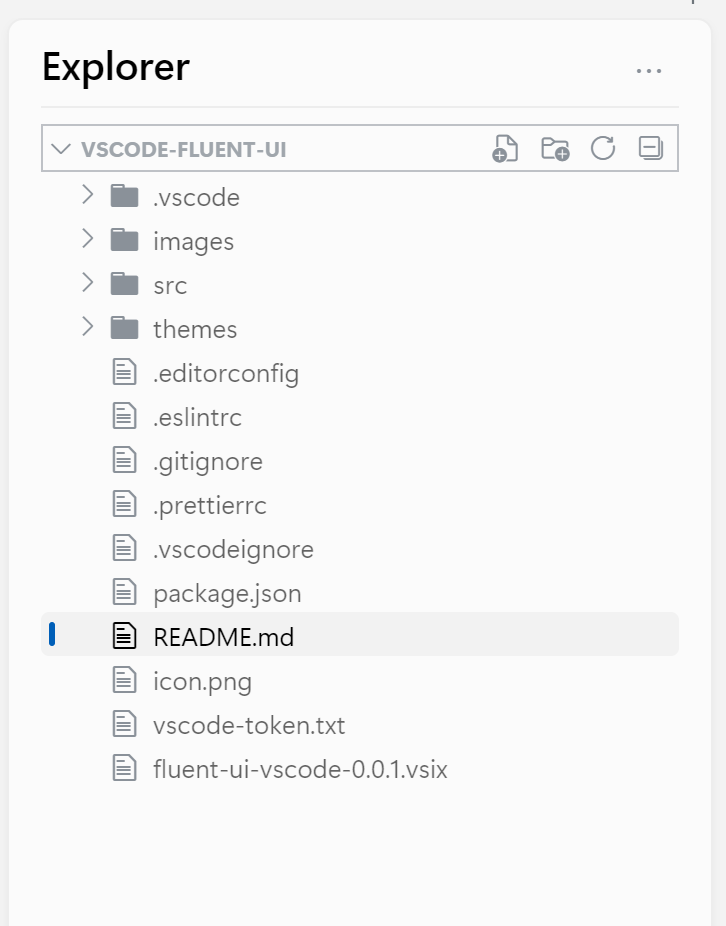 Explorer
VSCODE-FLUENT-UI
.vscode
images
src
themes
.editorconfig
.eslintrc
.gitignore
.prettierrc
.vscodeignore
package.json
README.md
icon.png
vscode-token.txt
fluent-ui-vscode-0.0.1.vsix